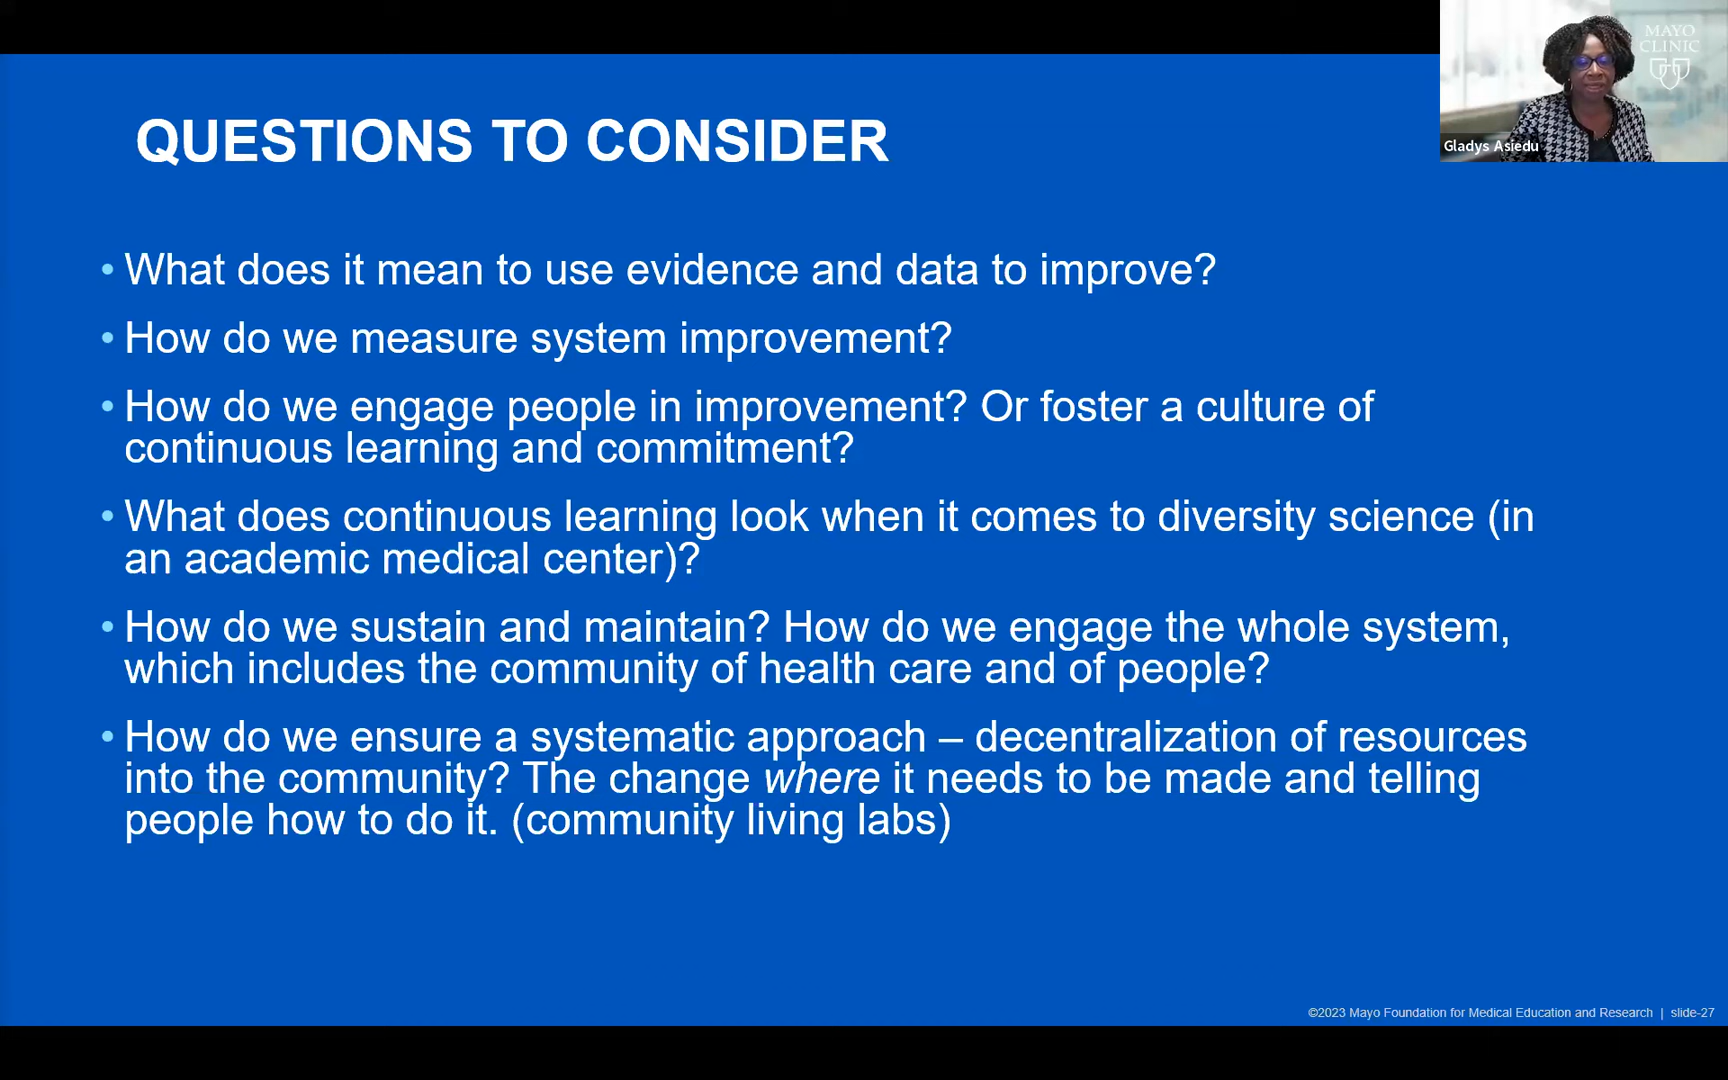 MAYO
CLINIC
Gladys Asiedu
QUESTIONS TO CONSIDER
• What does it mean to use evidence and data to improve?
• How do we measure system improvement?
• How do we engage people in improvement? Or foster a culture of
continuous learning and commitment?
• What does continuous learning look when it comes to diversity science (in
an academic medical center)?
• How do we sustain and maintain? How do we engage the whole system,
which includes the community of health care and of people?
• How do we ensure a systematic approach – decentralization of resources
into the community? The change where it needs to be made and telling
people how to do it. (community living labs)
©2023 Mayo Foundation for Medical Education and Research | slide-27